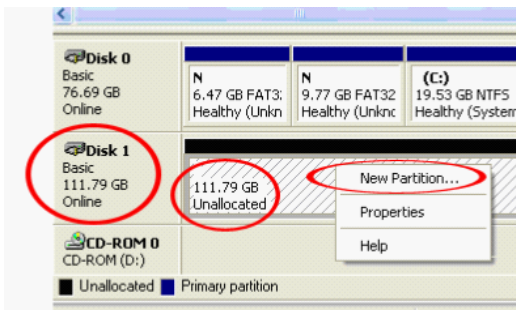 Disk 0
Basic
76.69 GB
Online
N
6.47 GB FAT3:
Healthy (Unkn
N
9.77 GB FAT32
Healthy (Unknc
(C:)
19.53 GB NTFS
Healthy (System
Disk 1
Basic
111.79 GB
Online
111.79 GB
Unallocated
New Partition...
Properties
Help
CD-ROM 0
CD-ROM (D:)
Unallocated
Primary partition